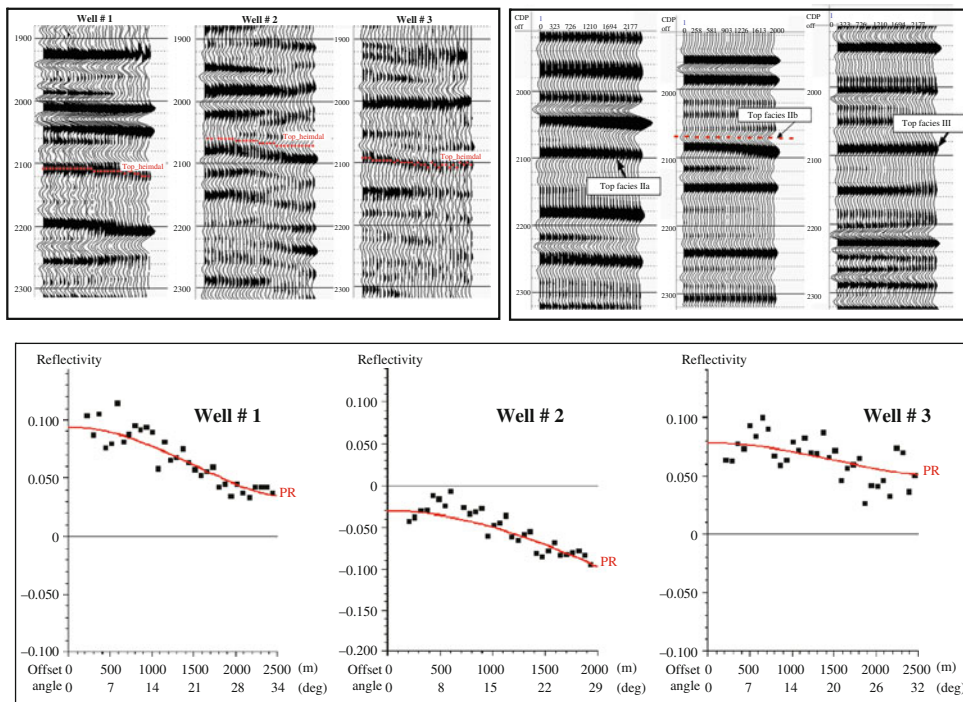 Well # 1 Well # 2 Well # 3
1900 1900 1900
2000 2000 2000
2100 2100 2100
2200 2200 2200
2300 2300 2300
Top_heimdal
Top_heimdal
Top_heimdal
CDP 1
off 0 323 726 1210 1694 2177
CDP 1
off 0 258 581 903 1226 1613 2000
CDP 1
off 0 323 726 1210 1694 2177
1900 1900 1900
2000 2000 2000
2100 2100 2100
2200 2200 2200
2300 2300 2300
Top facies IIb
Top facies III
Top facies IIa
Reflectivity
Well # 1
0.100
0.050
0
−0.100
PR
0 500 1000 1500 2000 2500 (m)
Offset
angle 0 7 14 21 28 34 (deg)
Reflectivity
Well # 2
0
−0.050
−0.100
−0.150
−0.200
PR
0 500 1000 1500 2000 (m)
Offset
angle 0 8 15 22 29 (deg)
Reflectivity
Well # 3
0.100
0.050
0
−0.100
PR
0 500 1000 1500 2000 2500 (m)
Offset
angle 0 7 14 20 26 32 (deg)